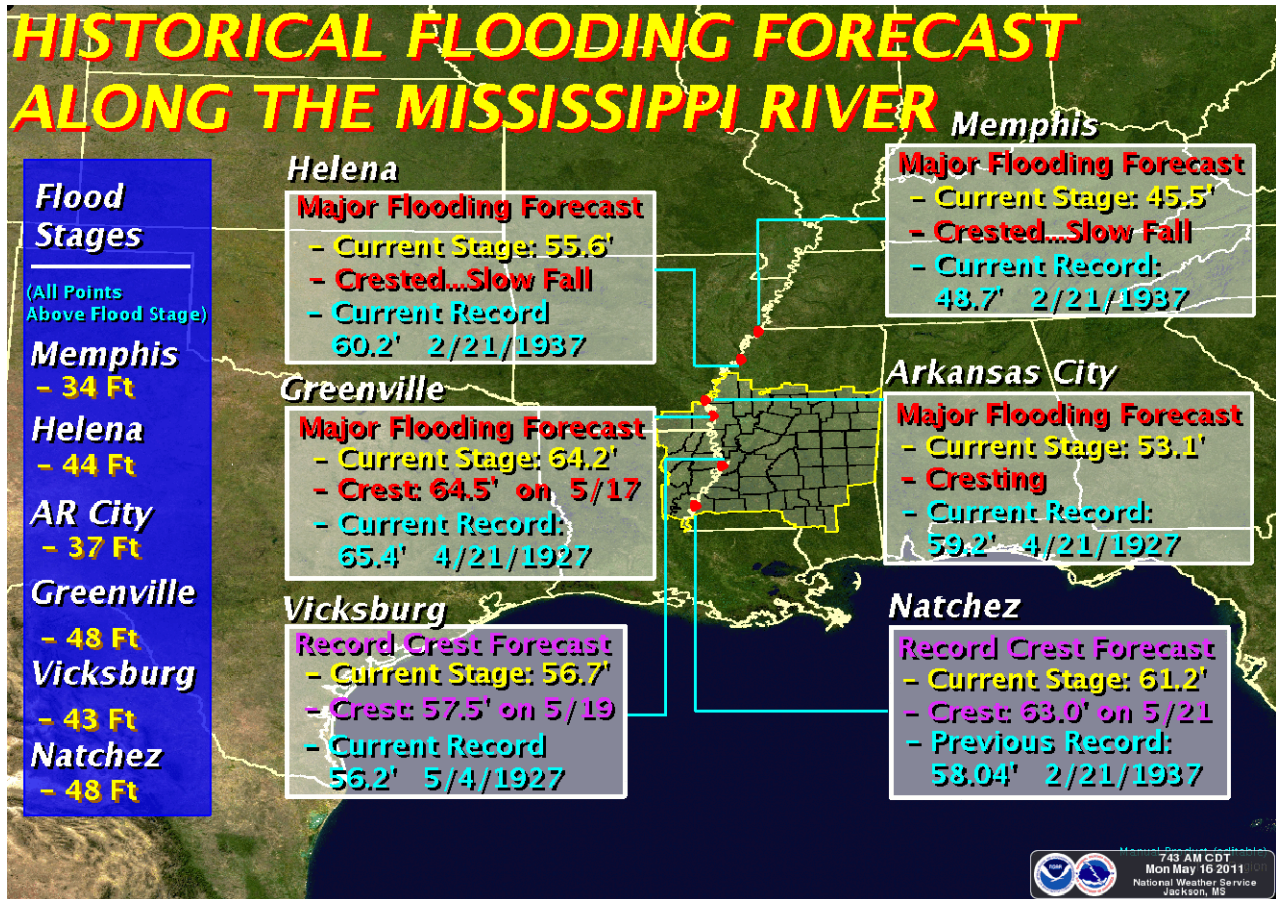 HISTORICAL FLOODING FORECAST
ALONG THE MISSISSIPPI RIVER
Flood
Stages
(All Points
Above Flood Stage)
Memphis
- 34 Ft
Helena
- 44 Ft
AR City
- 37 Ft
Greenville
- 48 Ft
Vicksburg
- 43 Ft
Natchez
- 48 Ft
Helena
Major Flooding Forecast
- Current Stage: 55.6'
- Crested...Slow Fall
- Current Record
60.2' 2/21/1937
Memphis
Major Flooding Forecast
- Current Stage: 45.5'
- Crested...Slow Fall
- Current Record:
48.7' 2/21/1937
Greenville
Major Flooding Forecast
- Current Stage: 64.2'
- Crest: 64.5' on 5/17
- Current Record:
65.4' 4/21/1927
Arkansas City
Major Flooding Forecast
- Current Stage: 53.1'
- Cresting
- Current Record:
59.2' 4/21/1927
Vicksburg
Record Crest Forecast
- Current Stage: 56.7'
- Crest: 57.5' on 5/19
- Current Record
56.2' 5/4/1927
Natchez
Record Crest Forecast
- Current Stage: 61.2'
- Crest: 63.0' on 5/21
- Previous Record:
58.04' 2/21/1937
Manual Product (editable)
743 AM CDT
Mon May 16 2011
National Weather Service
Jackson, MS